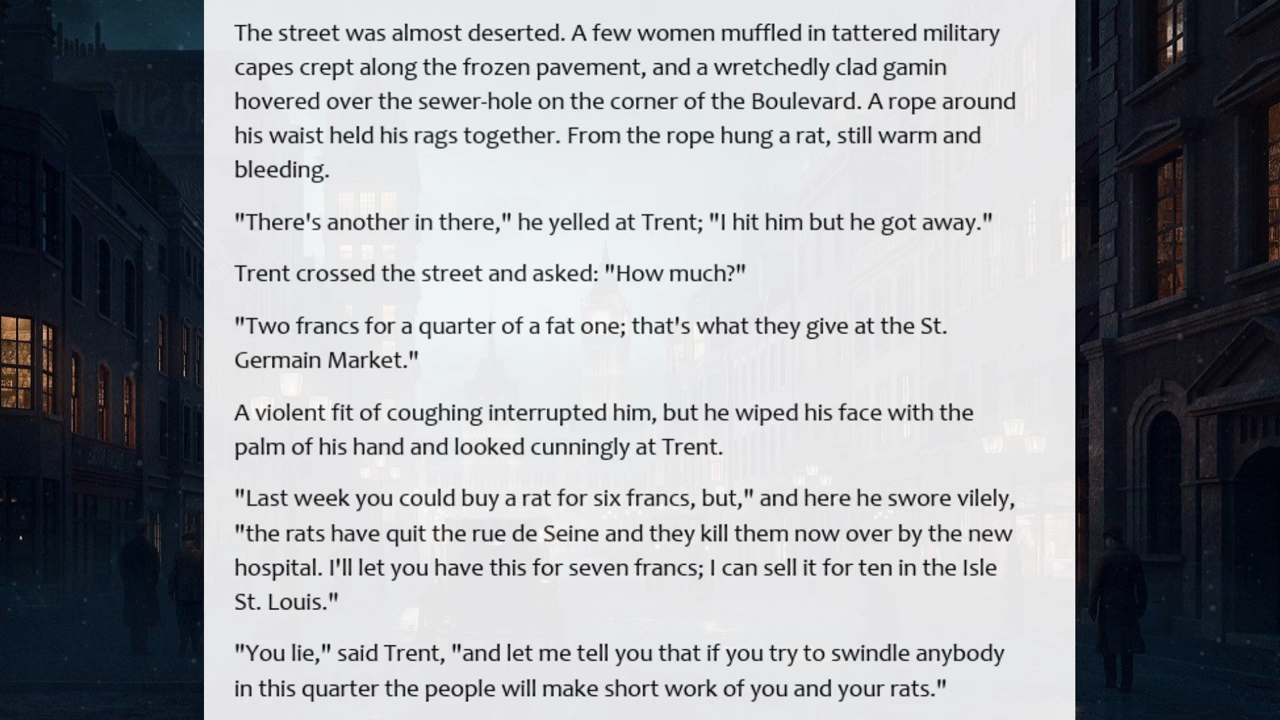 The street was almost deserted. A few women muffled in tattered military
capes crept along the frozen pavement, and a wretchedly clad gamin
hovered over the sewer-hole on the corner of the Boulevard. A rope around
his waist held his rags together. From the rope hung a rat, still warm and
bleeding.
"There's another in there," he yelled at Trent; "I hit him but he got away."
Trent crossed the street and asked: "How much?"
"Two francs for a quarter of a fat one; that's what they give at the St.
Germain Market."
A violent fit of coughing interrupted him, but he wiped his face with the
palm of his hand and looked cunningly at Trent.
"Last week you could buy a rat for six francs, but," and here he swore vilely,
"the rats have quit the rue de Seine and they kill them now over by the new
hospital. I'll let you have this for seven francs; I can sell it for ten in the Isle
St. Louis."
"You lie," said Trent, "and let me tell you that if you try to swindle anybody
in this quarter the people will make short work of you and your rats."